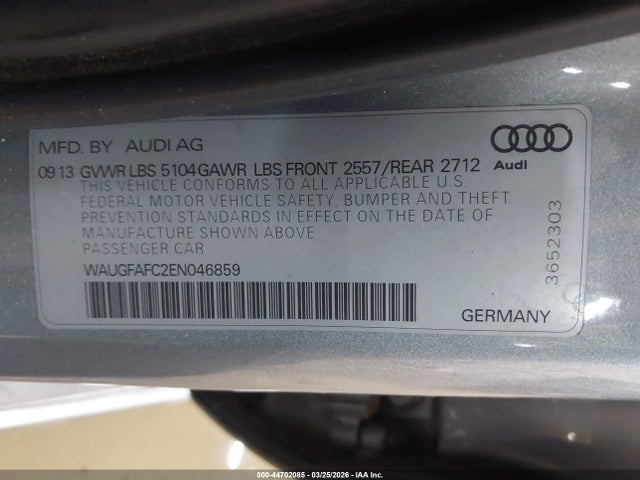 MFD. BY AUDI AG
Audi
09 13 GVWR LBS 5104 GAWR LBS FRONT 2557/REAR 2712
THIS VEHICLE CONFORMS TO ALL APPLICABLE U.S.
FEDERAL MOTOR VEHICLE SAFETY, BUMPER AND THEFT
PREVENTION STANDARDS IN EFFECT ON THE DATE OF
MANUFACTURE SHOWN ABOVE
PASSENGER CAR
WAUGFAFC2EN046859
GERMANY
3652303
000-44702085 - 03/25/2026 - IAA Inc.